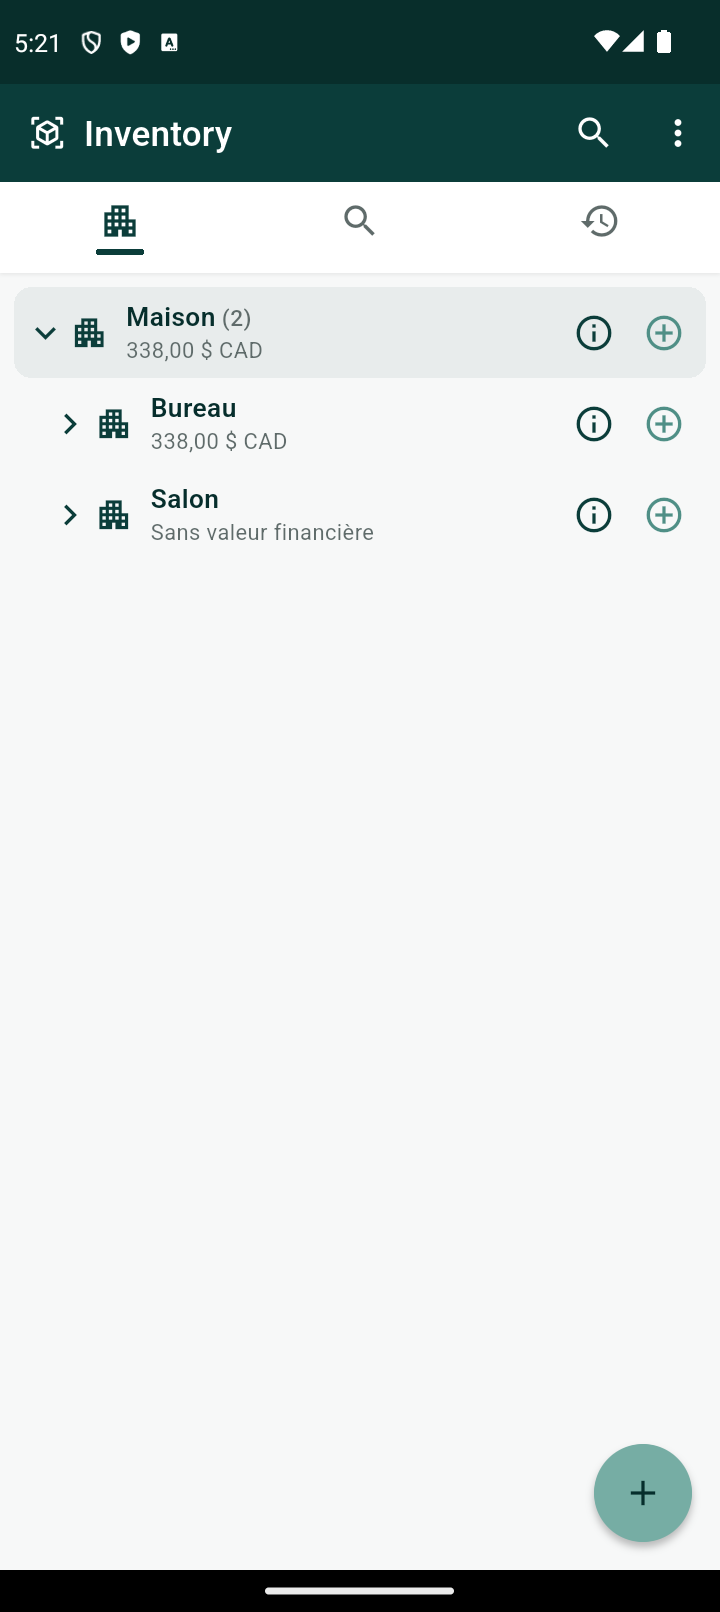 5:21
Inventory
Maison (2)
338,00 $ CAD
Bureau
338,00 $ CAD
Salon
Sans valeur financière